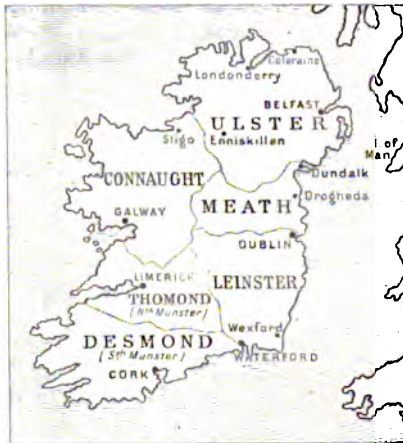 Coleraine
Londonderry
BELFAST
ULSTER
Sligo
Enniskillen
I. of
Man
Dundalk
CONNAUGHT
Drogheda
MEATH
GALWAY
DUBLIN
LIMERICK
LEINSTER
THOMOND
(Nth Munster)
Wexford
DESMOND
(Sth Munster)
WATERFORD
CORK